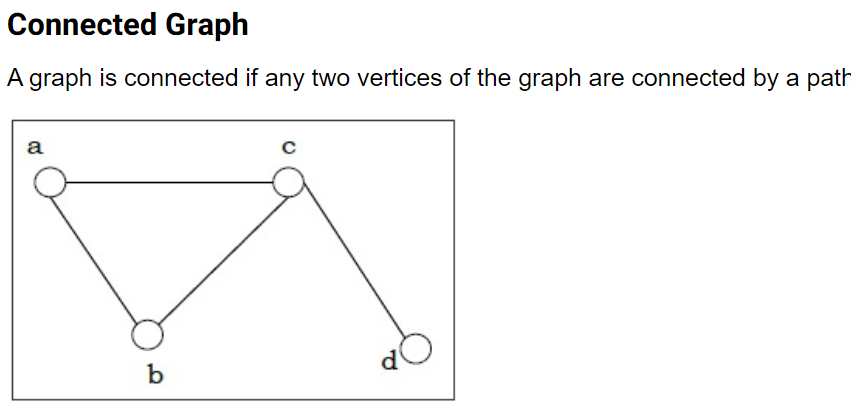 Connected Graph
A graph is connected if any two vertices of the graph are connected by a path
a c
b d